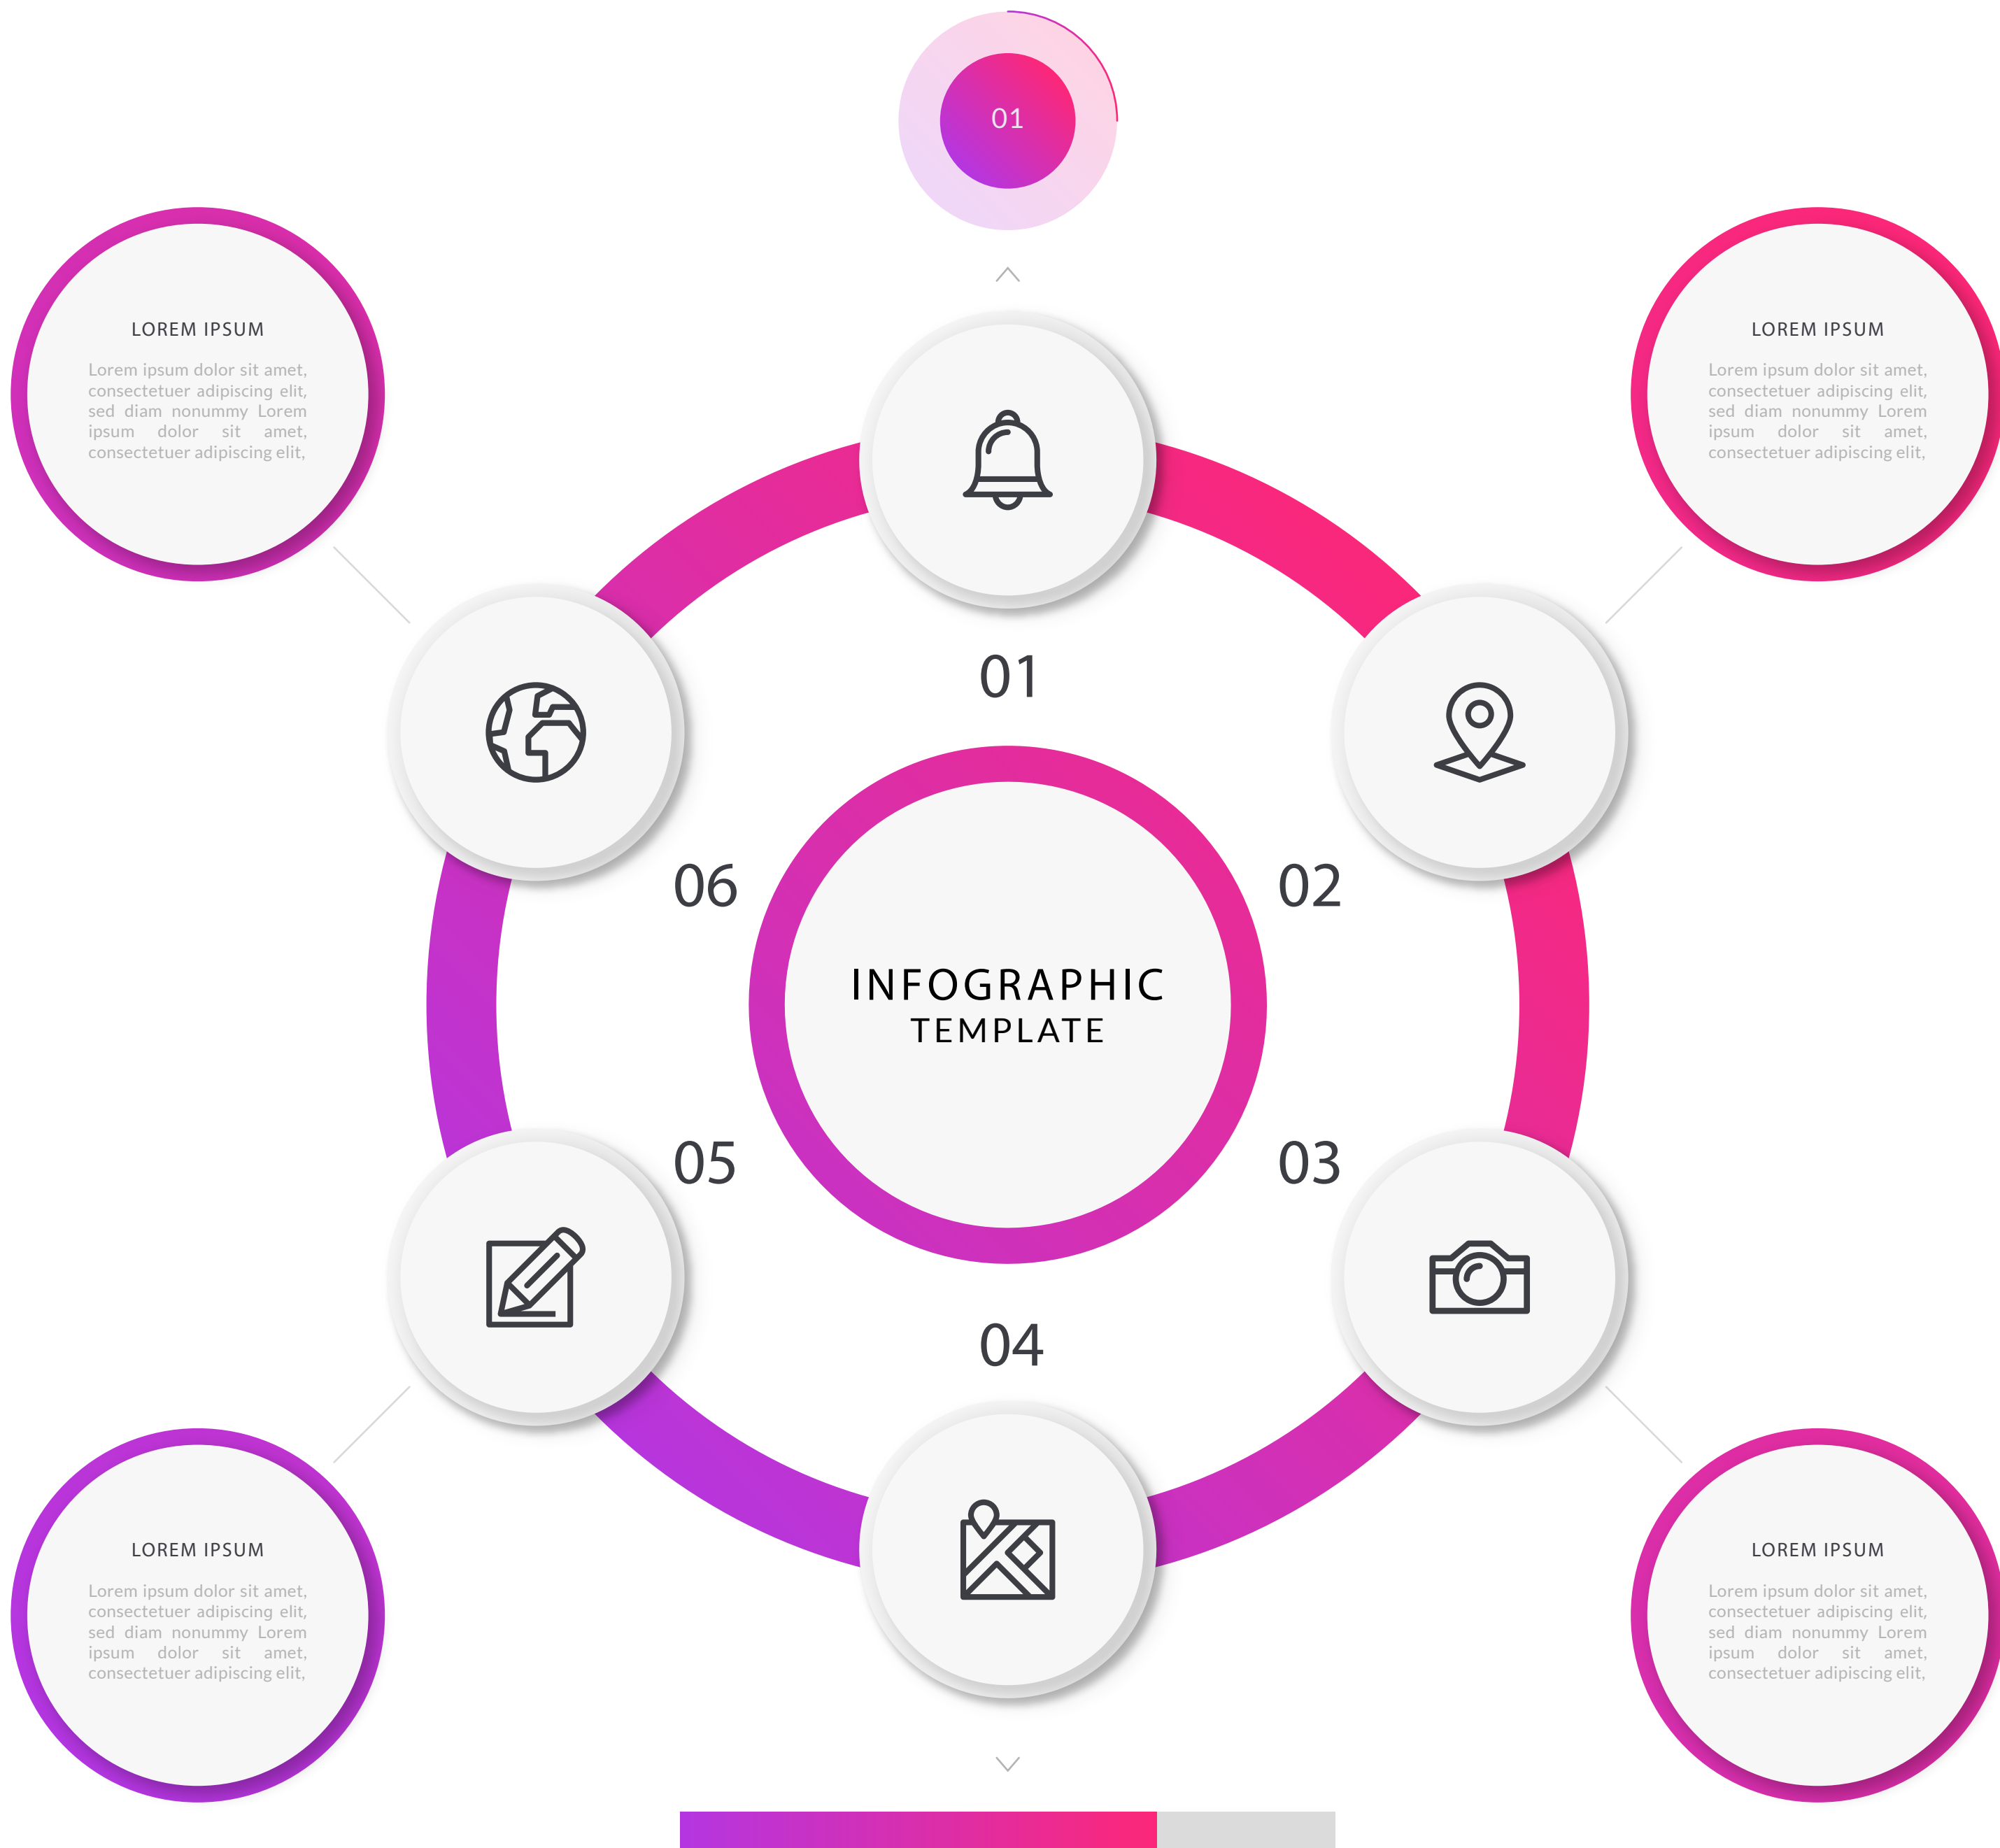 01
LOREM IPSUM
Lorem ipsum dolor sit amet,
consectetuer adipiscing elit,
sed diam nonummy Lorem
ipsum dolor sit amet,
consectetuer adipiscing elit,
LOREM IPSUM
Lorem ipsum dolor sit amet,
consectetuer adipiscing elit,
sed diam nonummy Lorem
ipsum dolor sit amet,
consectetuer adipiscing elit,
01
06
02
INFOGRAPHIC
TEMPLATE
05
03
04
LOREM IPSUM
Lorem ipsum dolor sit amet,
consectetuer adipiscing elit,
sed diam nonummy Lorem
ipsum dolor sit amet,
consectetuer adipiscing elit,
LOREM IPSUM
Lorem ipsum dolor sit amet,
consectetuer adipiscing elit,
sed diam nonummy Lorem
ipsum dolor sit amet,
consectetuer adipiscing elit,